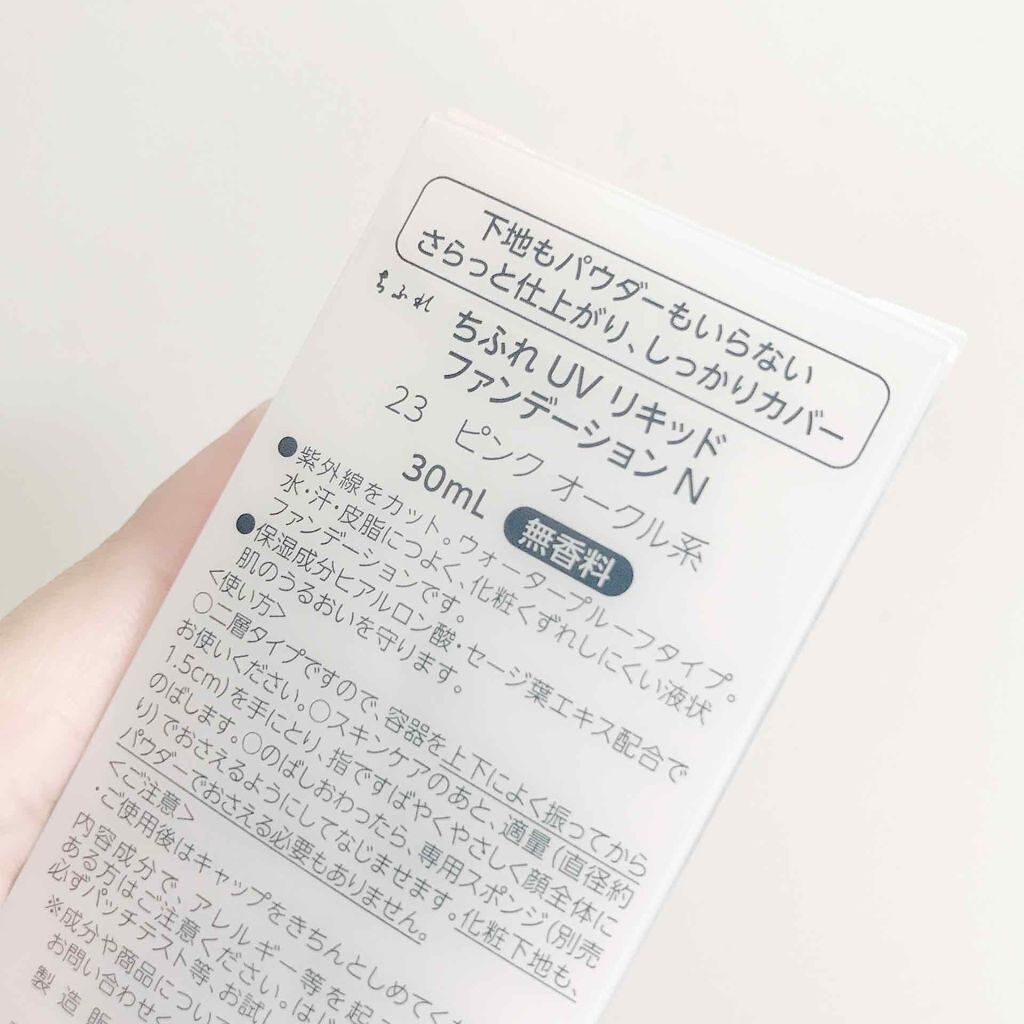 下地もパウダーもいらない
さらっと仕上がり、しっかりカバー
ちふれ
ちふれ UV リキッド
ファンデーション N
23 ピンク オークル系
30mL 無香料
●紫外線をカット。ウォータープルーフタイプ。
水・汗・皮脂につよく、化粧くずれしにくい液状
ファンデーションです。
●保湿成分ヒアルロン酸・セージ葉エキス配合で
肌のうるおいを守ります。
<使い方>
○二層タイプですので、容器を上下によく振ってから
お使いください。○スキンケアのあと、適量(直径約
1.5cm)を手にとり、指ですばやくやさしく顔全体に
のばします。○のばしおわったら、専用スポンジ(別売
り)でおさえるようにしてなじませます。化粧下地も、
パウダーでおさえる必要もありません。
<ご注意>
・ご使用後はキャップをきちんとしめてく
内容成分で、アレルギー等を起
ある方はご注意ください。はじ
必ずパッチテスト等、お試し
※成分や商品につい
お問い合わせく
製造販